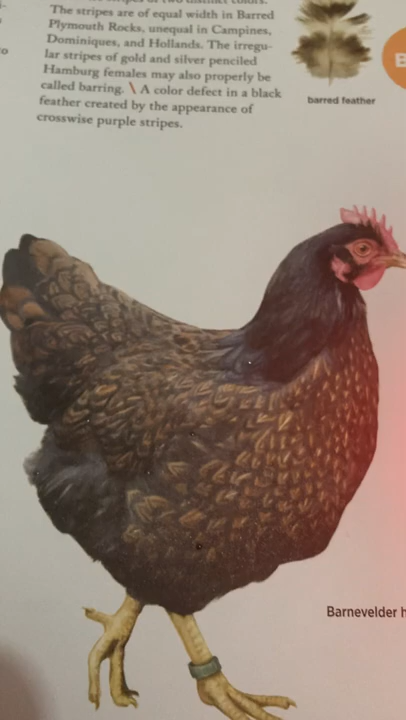 The stripes are of equal width in Barred
Plymouth Rocks, unequal in Campines,
Dominiques, and Hollands. The irregu-
lar stripes of gold and silver penciled
Hamburg females may also properly be
called barring. \ A color defect in a black
feather created by the appearance of
crosswise purple stripes.
barred feather
B
Barnevelder h